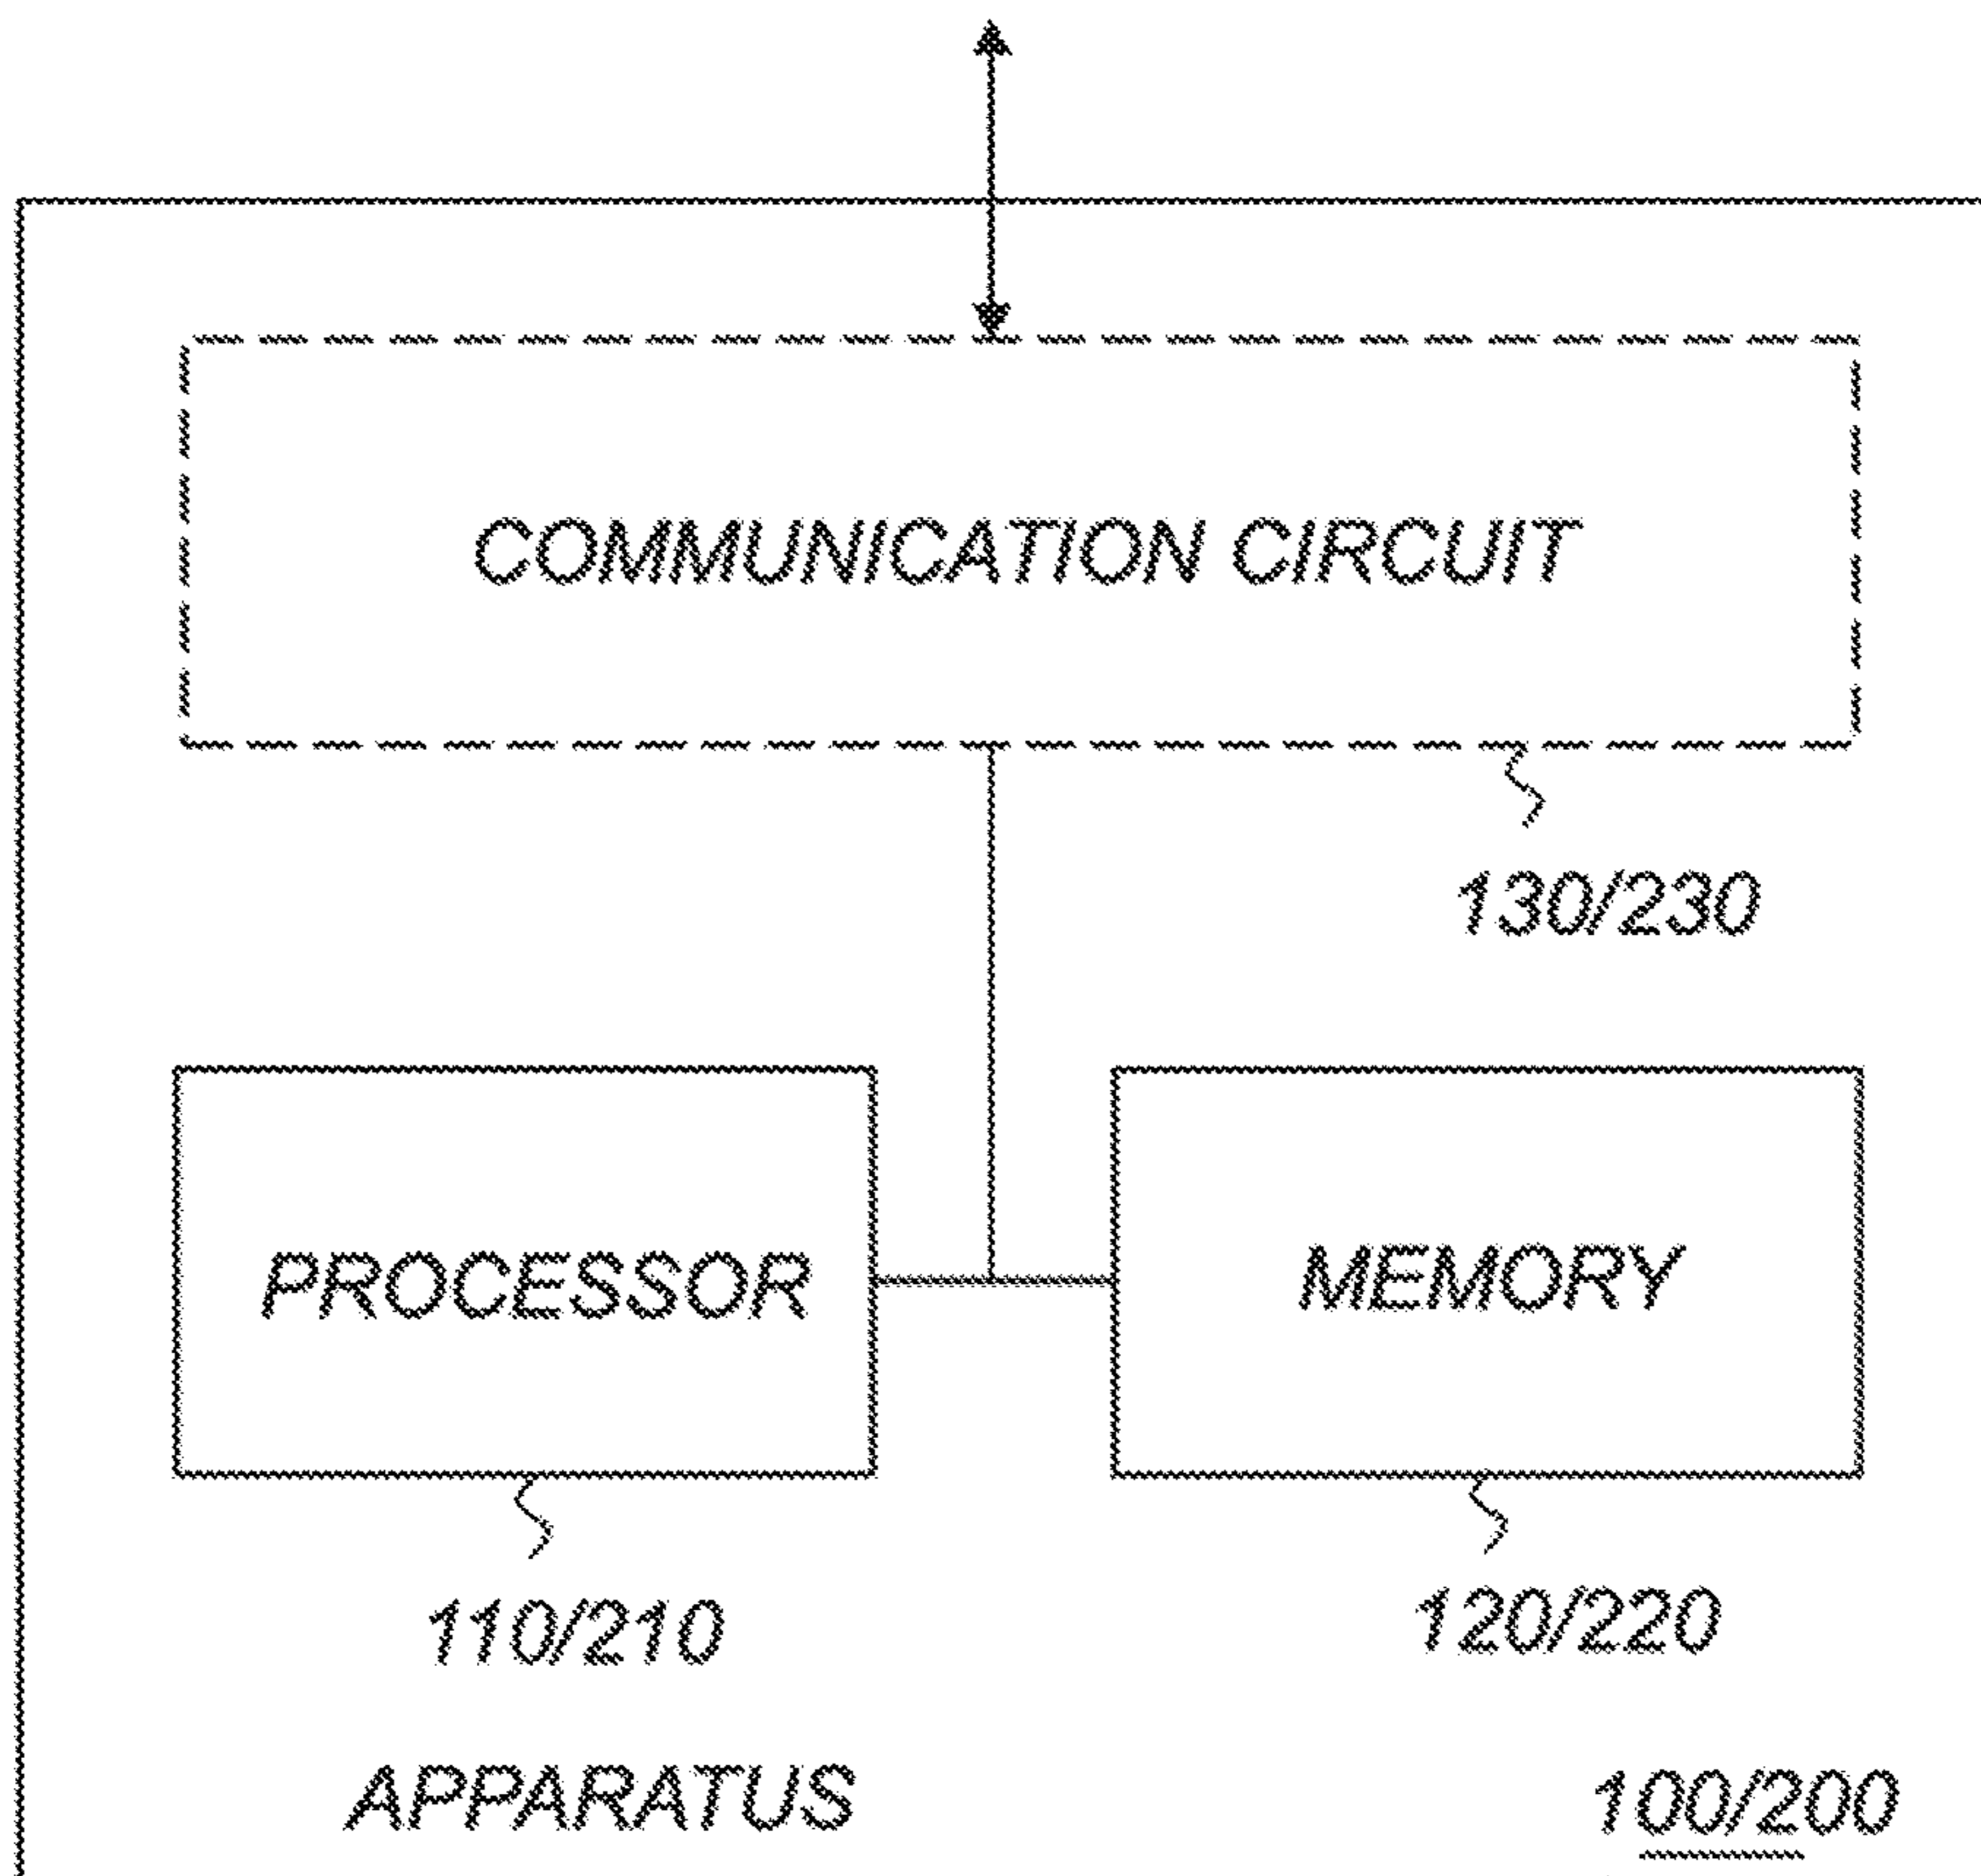 COMMUNICATION CIRCUIT
130/230
PROCESSOR
MEMORY
110/210
120/220
APPARATUS
100/200